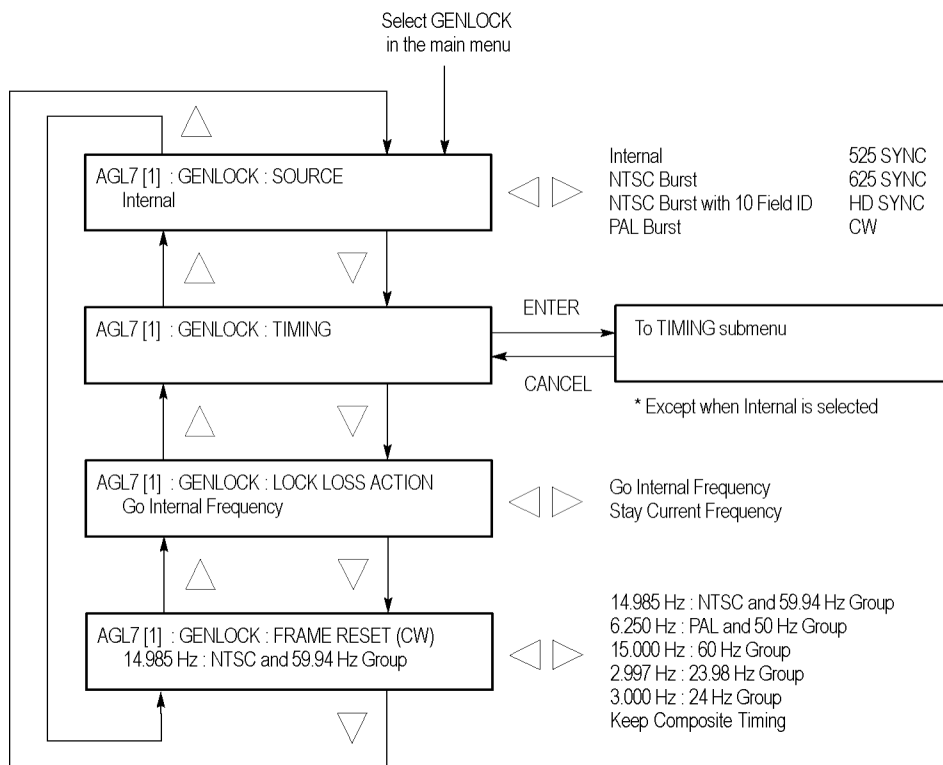 Select GENLOCK
in the main menu
AGL7 [1] : GENLOCK : SOURCE
Internal
Internal 525 SYNC
NTSC Burst 625 SYNC
NTSC Burst with 10 Field ID HD SYNC
PAL Burst CW
AGL7 [1] : GENLOCK : TIMING
ENTER
CANCEL
To TIMING submenu
* Except when Internal is selected
AGL7 [1] : GENLOCK : LOCK LOSS ACTION
Go Internal Frequency
Go Internal Frequency
Stay Current Frequency
AGL7 [1] : GENLOCK : FRAME RESET (CW)
14.985 Hz : NTSC and 59.94 Hz Group
14.985 Hz : NTSC and 59.94 Hz Group
6.250 Hz : PAL and 50 Hz Group
15.000 Hz : 60 Hz Group
2.997 Hz : 23.98 Hz Group
3.000 Hz : 24 Hz Group
Keep Composite Timing